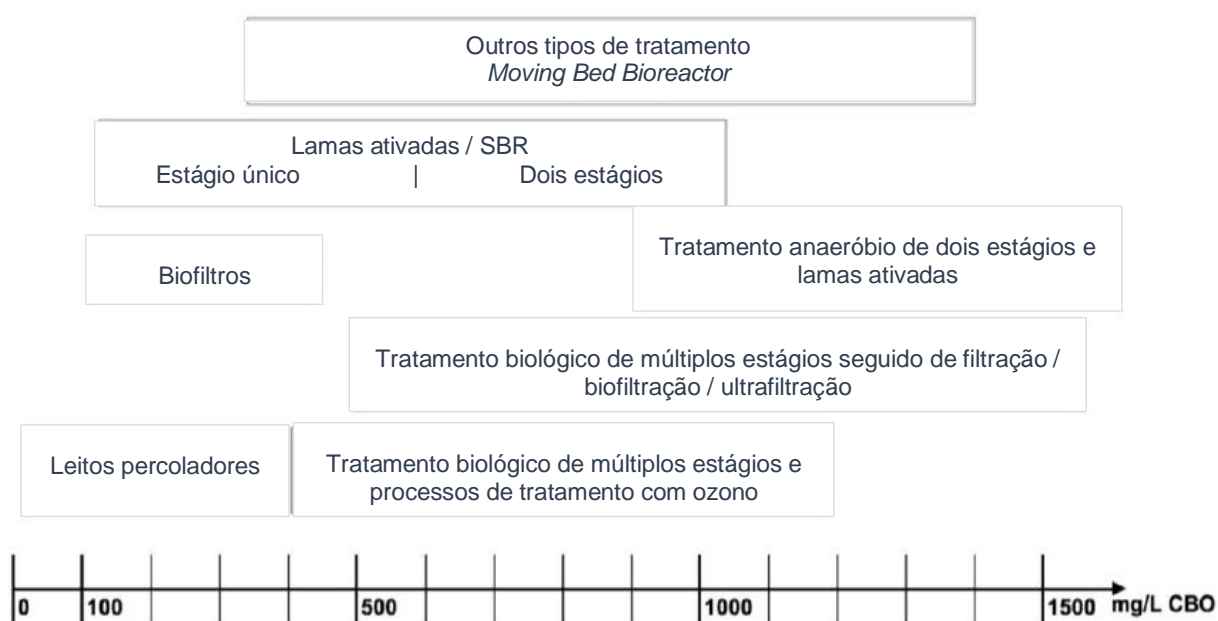 Outros tipos de tratamento
Moving Bed Bioreactor
Lamas ativadas / SBR
Estágio único | Dois estágios
Tratamento anaeróbio de dois estágios e
lamas ativadas
Biofiltros
Tratamento biológico de múltiplos estágios seguido de filtração /
biofiltração / ultrafiltração
Leitos percoladores
Tratamento biológico de múltiplos estágios e
processos de tratamento com ozono
0 100 500 1000 1500 mg/L CBO